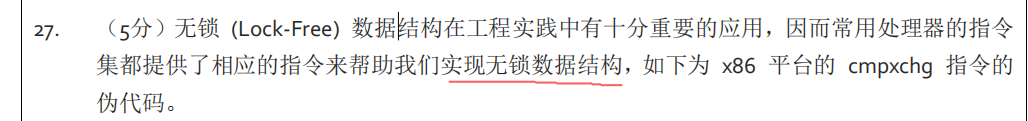 27. （5分）无锁 (Lock-Free) 数据结构在工程实践中有十分重要的应用，因而常用处理器的指令
集都提供了相应的指令来帮助我们实现无锁数据结构，如下为 x86 平台的 cmpxchg 指令的
伪代码。